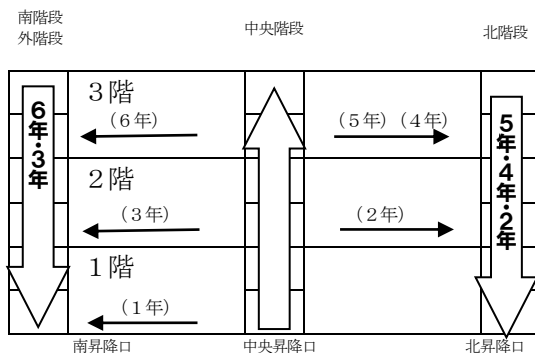 南階段
外階段
中央階段
北階段
3階
(6年)
(5年)(4年)
6年・3年
5年・4年・2年
2階
(3年)
(2年)
1階
(1年)
南昇降口
中央昇降口
北昇降口